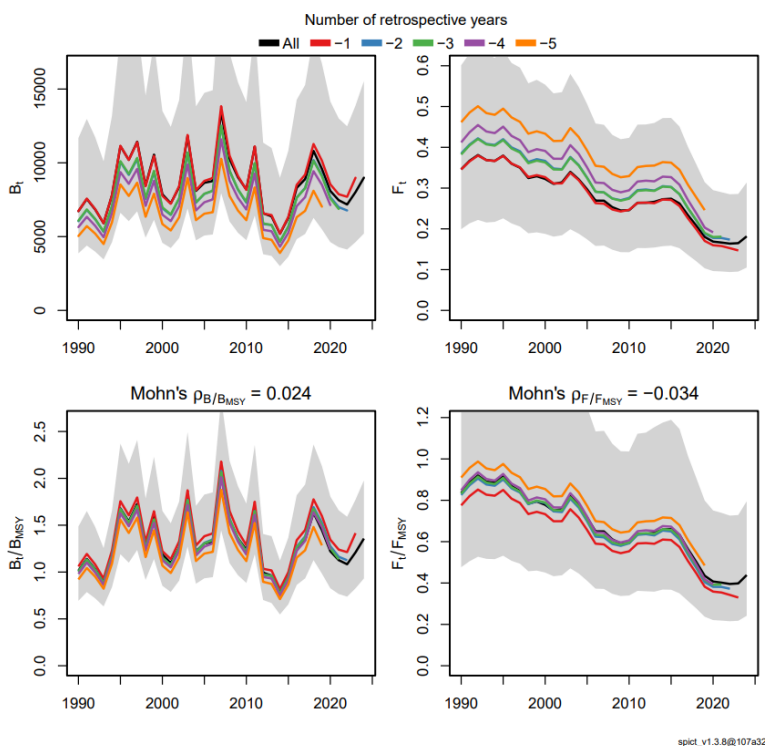 Number of retrospective years
All −1 −2 −3 −4 −5
Bt
0 5000 10000 15000
1990 2000 2010 2020
Ft
0.0 0.1 0.2 0.3 0.4 0.5 0.6
1990 2000 2010 2020
Mohn's ρB/BMSY = 0.024
Bt/BMSY
0.0 0.5 1.0 1.5 2.0 2.5
1990 2000 2010 2020
Mohn's ρF/FMSY = −0.034
Ft/FMSY
0.0 0.2 0.4 0.6 0.8 1.0 1.2
1990 2000 2010 2020
spict_v1.3.8@107a32